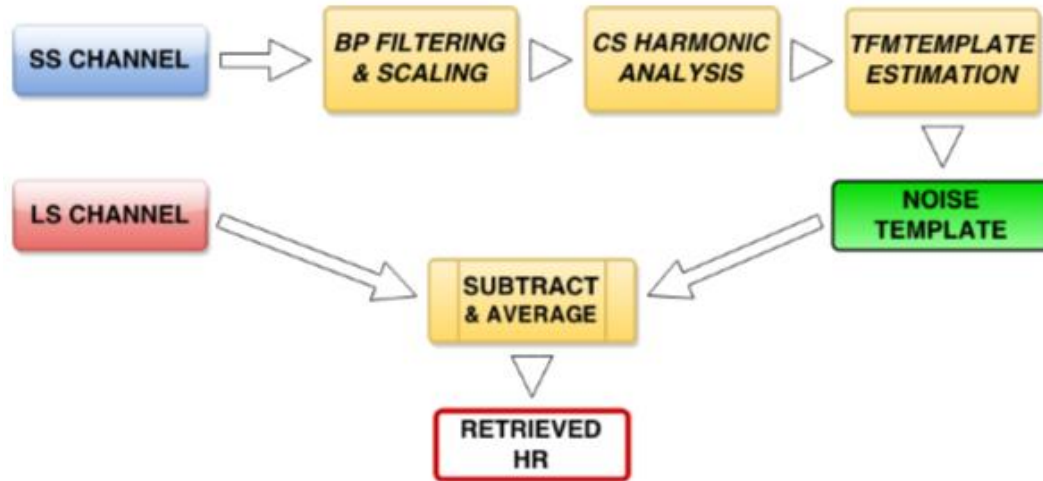 SS CHANNEL
BP FILTERING
& SCALING
CS HARMONIC
ANALYSIS
TFMTEMPLATE
ESTIMATION
LS CHANNEL
NOISE
TEMPLATE
SUBTRACT
& AVERAGE
RETRIEVED
HR